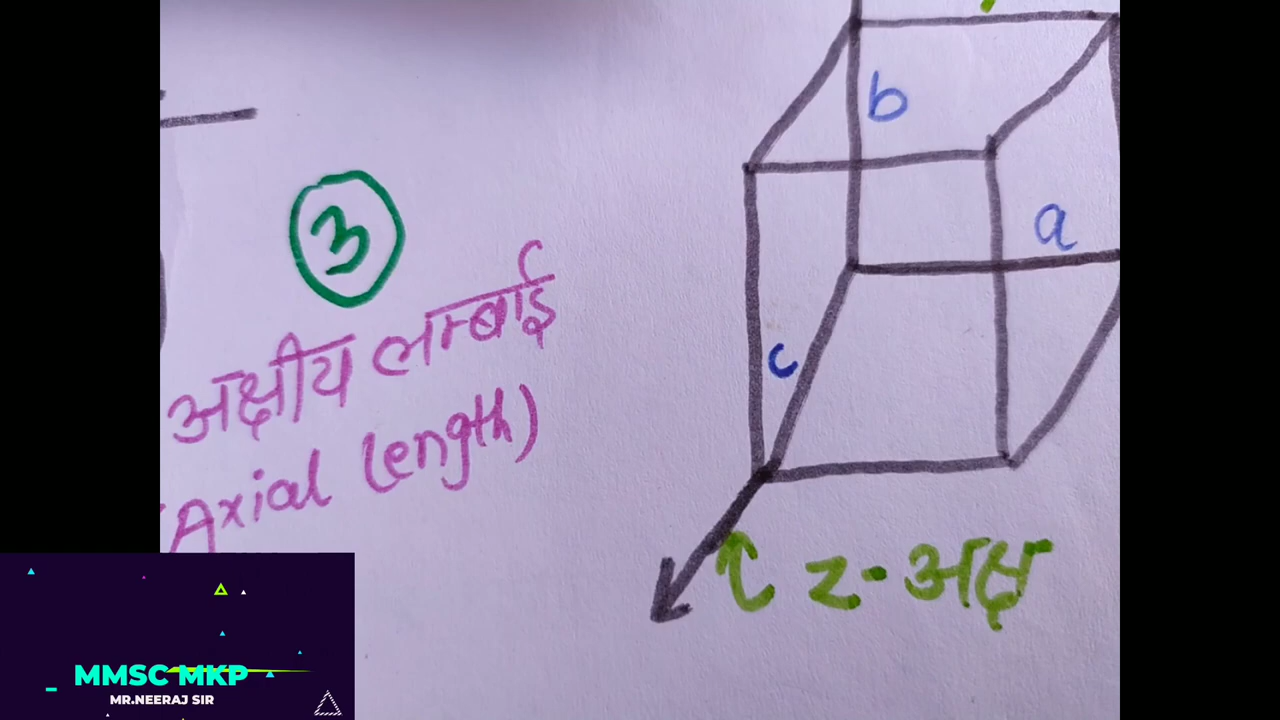 3
अक्षीय लम्बाई
(Axial length)
b
a
c
z-अक्ष
MMSC MKP
MR.NEERAJ SIR